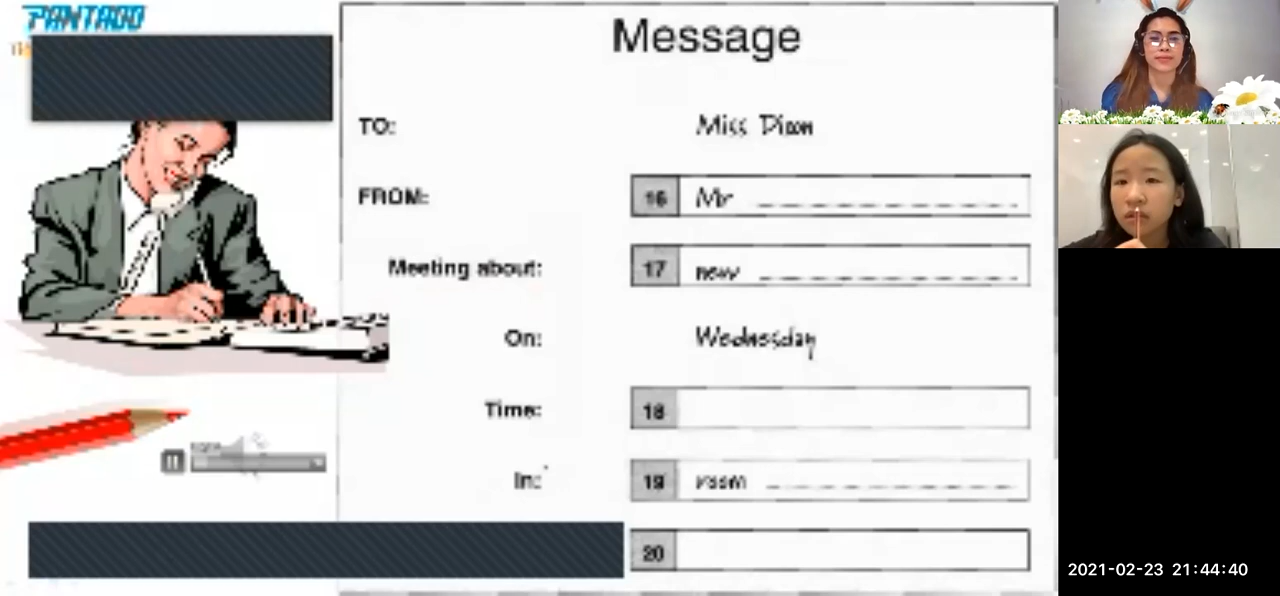 PANTADO
Message
TO: Miss Dixon
FROM: 16 Mr
Meeting about: 17 new
On: Wednesday
Time: 18
In: 19 room
20
2021-02-23 21:44:40